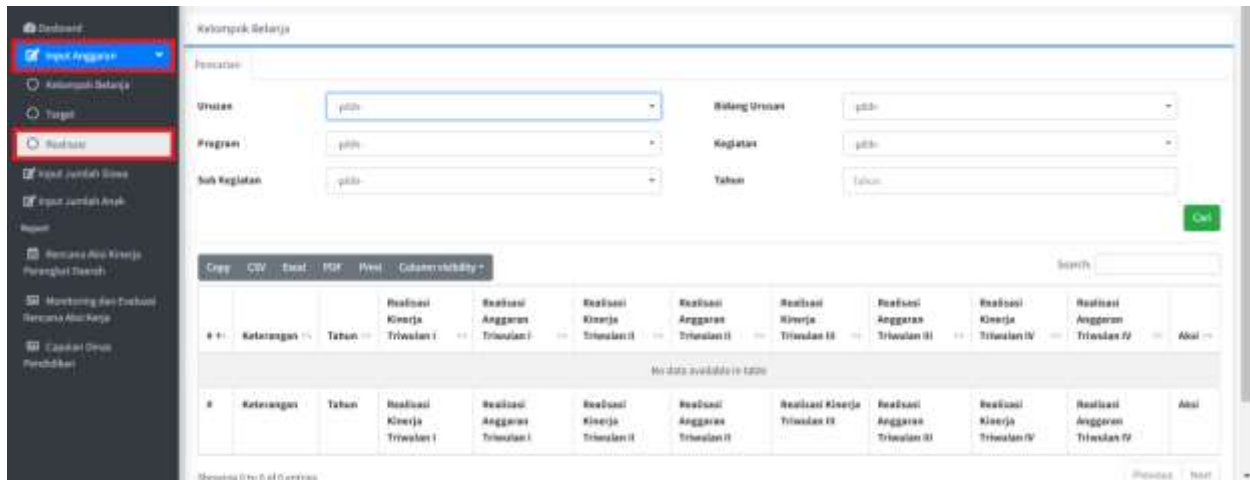 Dashboard
Input Anggaran
Kelompok Belanja
Target
Realisasi
Input Jumlah Siswa
Input Jumlah Anak
Report
Rencana Aksi Kinerja
Perangkat Daerah
Monitoring dan Evaluasi
Rencana Aksi Kerja
Capaian Dinas
Pendidikan
Kelompok Belanja
Pencarian
Urusan -pilih- Bidang Urusan -pilih-
Program -pilih- Kegiatan -pilih-
Sub Kegiatan -pilih- Tahun Tahun
Cari
Copy CSV Excel PDF Print Column visibility
Search:
# Keterangan Tahun Realisasi Kinerja Triwulan I Realisasi Anggaran Triwulan I Realisasi Kinerja Triwulan II Realisasi Anggaran Triwulan II Realisasi Kinerja Triwulan III Realisasi Anggaran Triwulan III Realisasi Kinerja Triwulan IV Realisasi Anggaran Triwulan IV Aksi
No data available in table
# Keterangan Tahun Realisasi Kinerja Triwulan I Realisasi Anggaran Triwulan I Realisasi Kinerja Triwulan II Realisasi Anggaran Triwulan II Realisasi Kinerja Triwulan III Realisasi Anggaran Triwulan III Realisasi Kinerja Triwulan IV Realisasi Anggaran Triwulan IV Aksi
Showing 0 to 0 of 0 entries
Previous Next